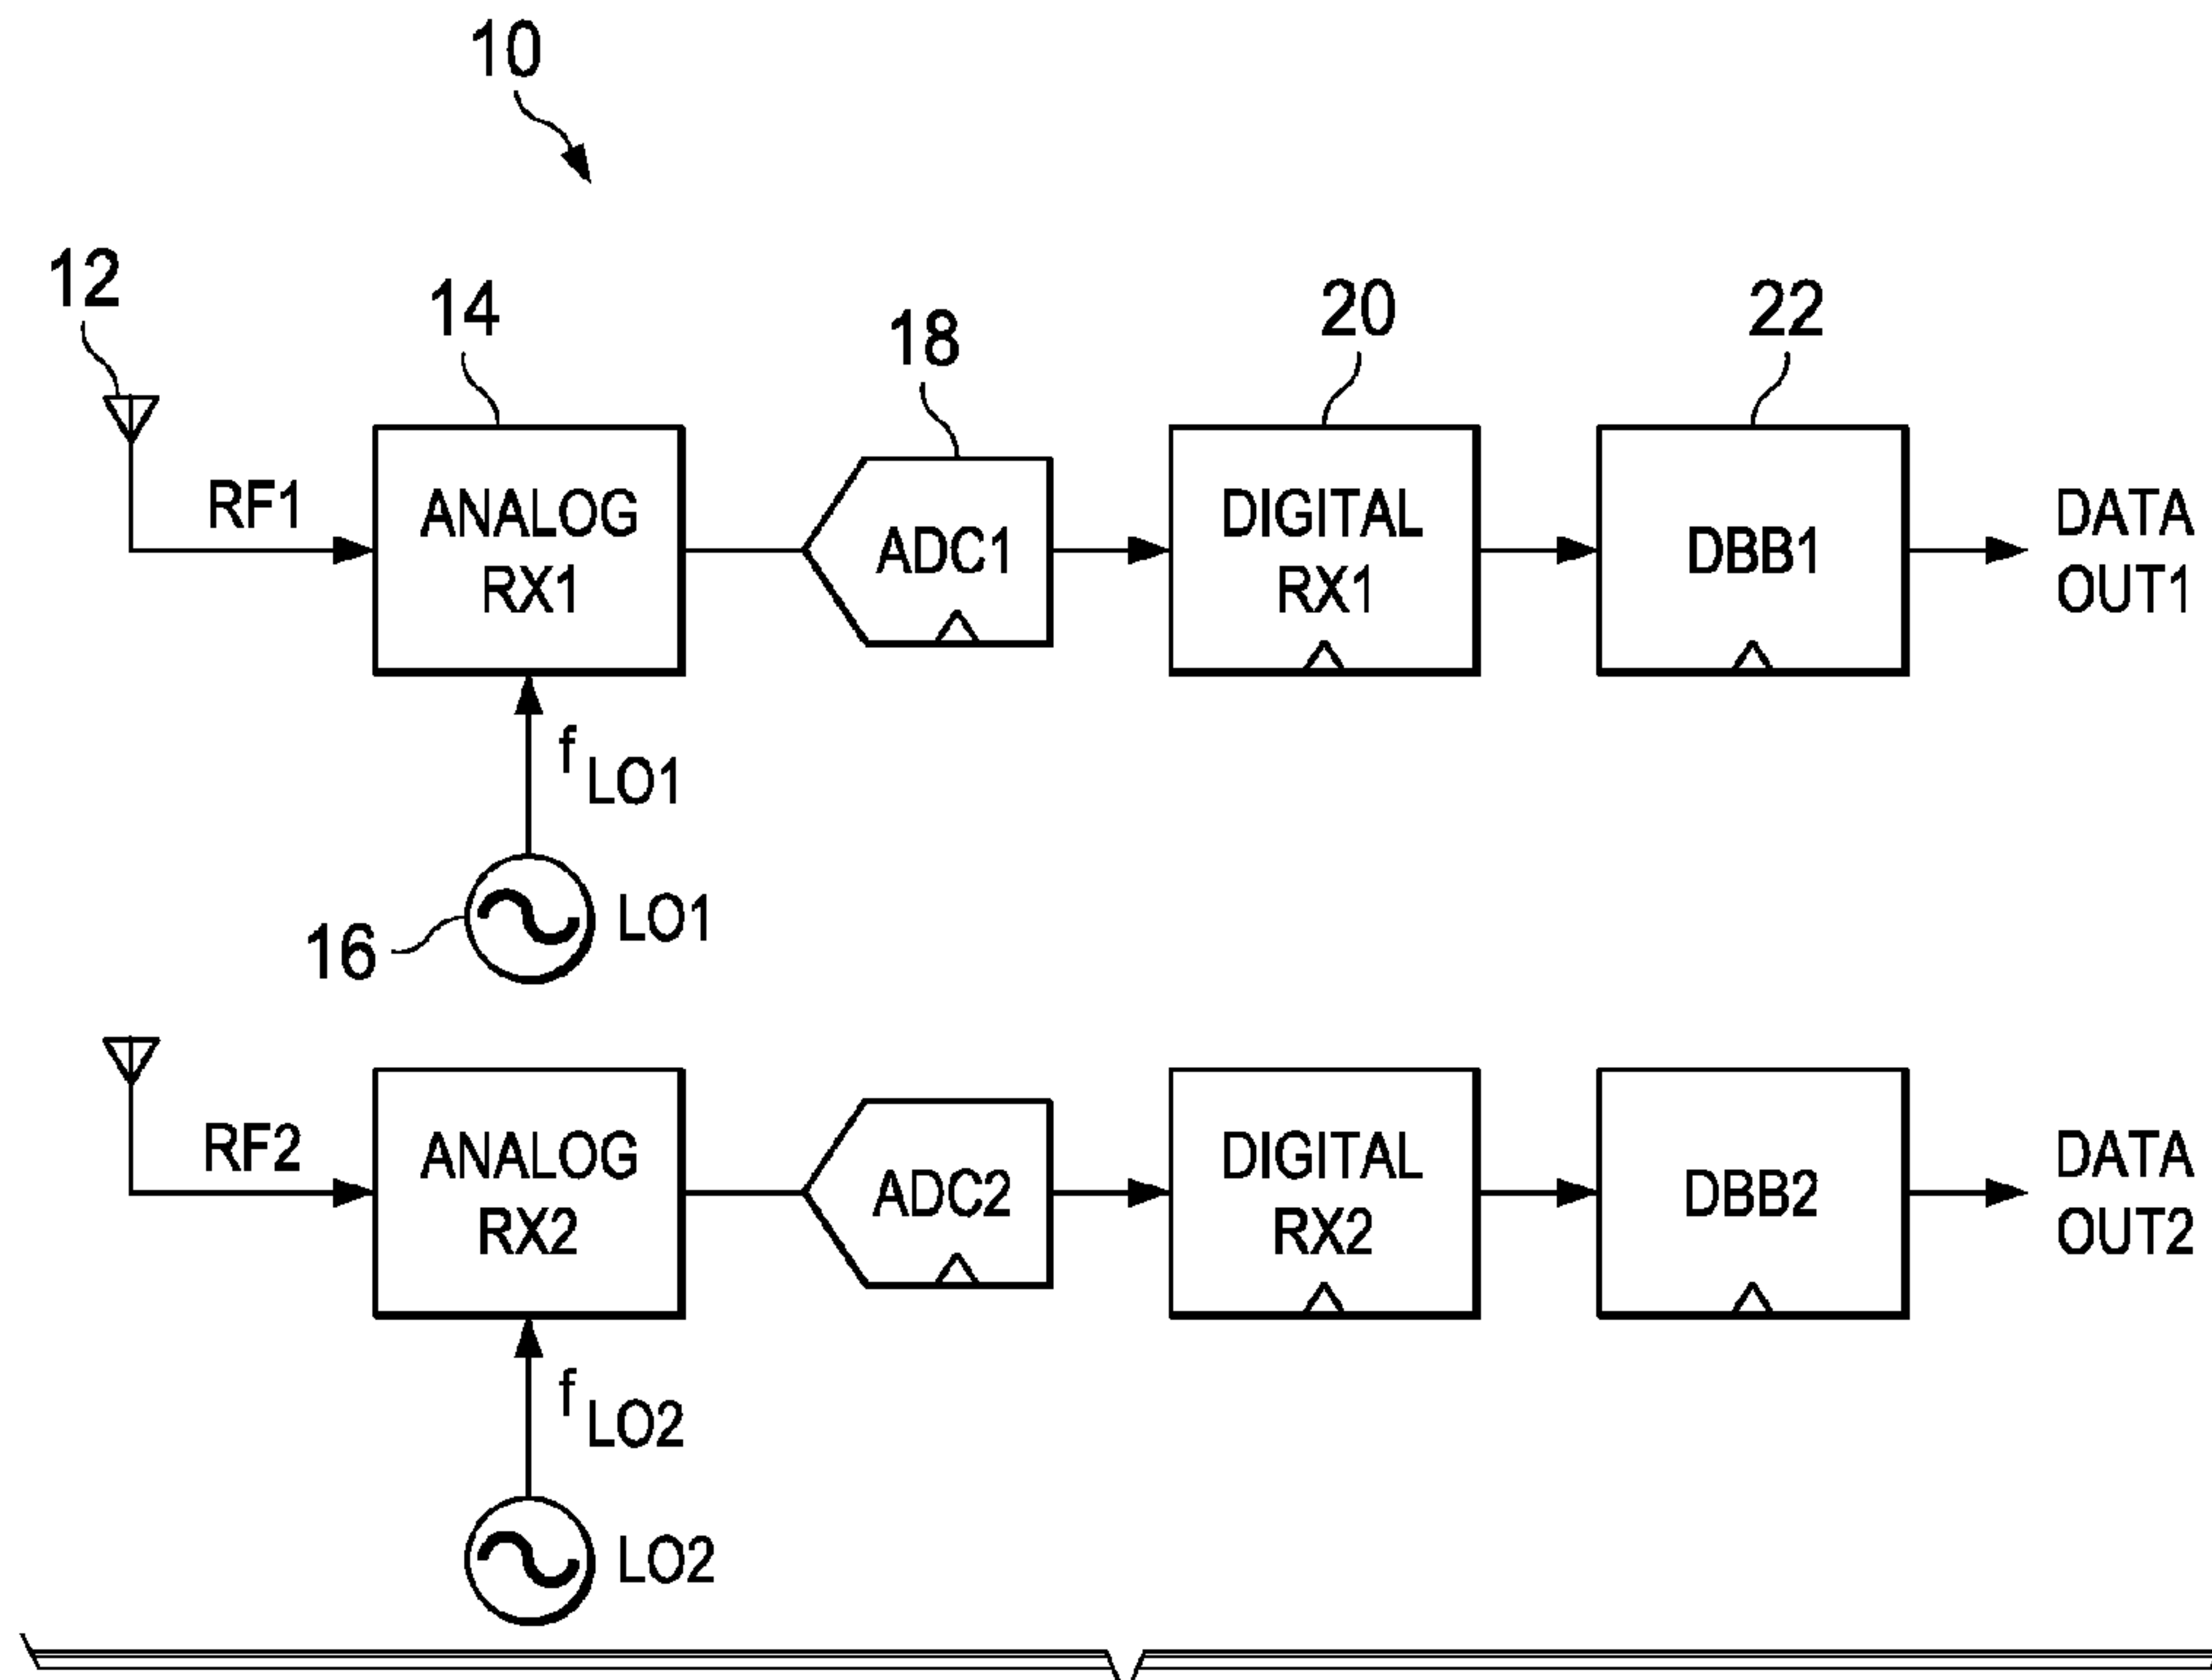 10
12
14
18
20
22
RF1
ANALOG
RX1
ADC1
DIGITAL
RX1
DBB1
DATA
OUT1
f LO1
16
LO1
RF2
ANALOG
RX2
ADC2
DIGITAL
RX2
DBB2
DATA
OUT2
f LO2
LO2